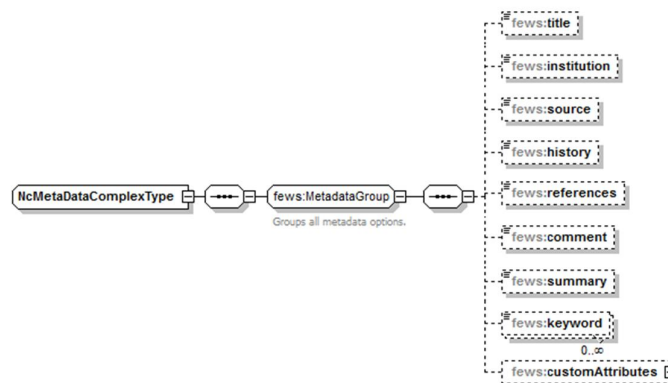 fews:title
fews:institution
fews:source
fews:history
NcMetaDataComplexType
fews:MetadataGroup
fews:references
Groups all metadata options.
fews:comment
fews:summary
fews:keyword
0..∞
fews:customAttributes